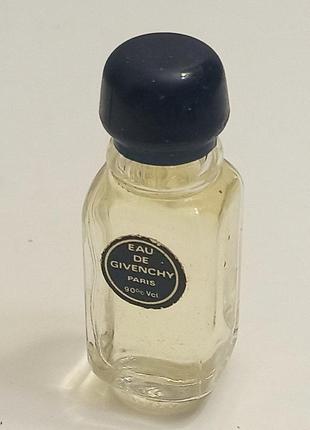 EAU
DE
GIVENCHY
PARIS
90% Vol